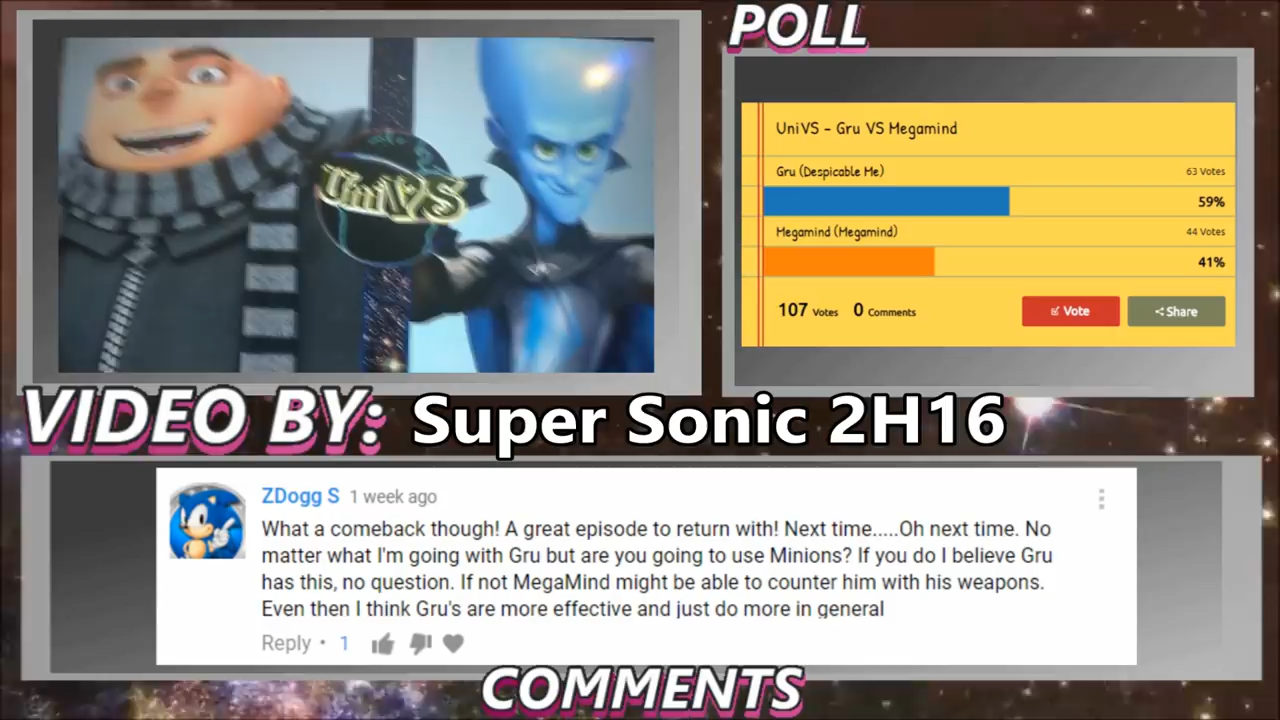 POLL
UniVS
UniVS - Gru VS Megamind
Gru (Despicable Me) 63 Votes
59%
Megamind (Megamind) 44 Votes
41%
107 Votes 0 Comments Vote Share
VIDEO BY: Super Sonic 2H16
ZDogg S 1 week ago
What a comeback though! A great episode to return with! Next time.....Oh next time. No
matter what I'm going with Gru but are you going to use Minions? If you do I believe Gru
has this, no question. If not MegaMind might be able to counter him with his weapons.
Even then I think Gru's are more effective and just do more in general
Reply • 1
COMMENTS